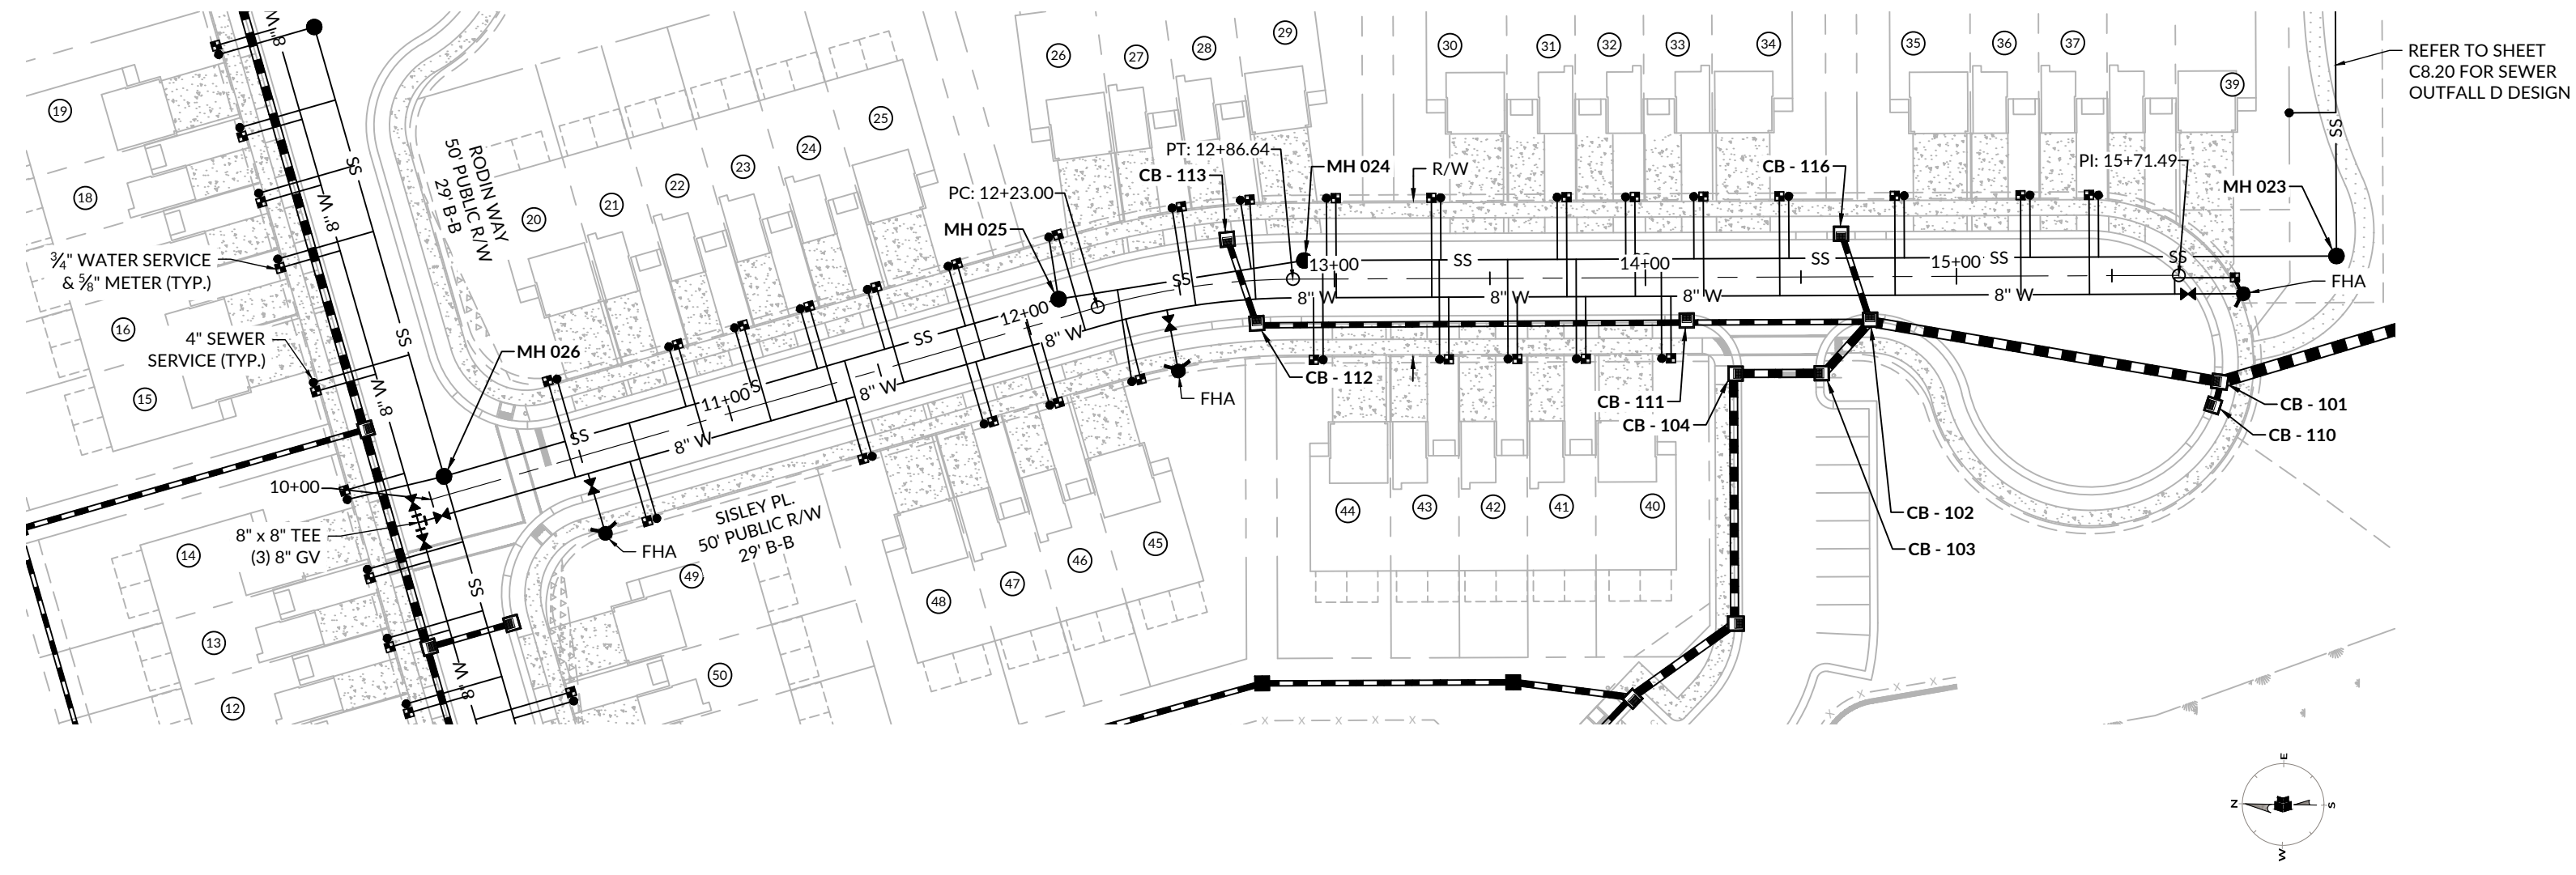 REFER TO SHEET
C8.20 FOR SEWER
OUTFALL D DESIGN
8" W
SS
19
18
16
15
14
13
12
20
21
22
23
24
25
26
27
28
29
30
31
32
33
34
35
36
37
39
RODIN WAY
50' PUBLIC R/W
29' B-B
PT: 12+86.64
CB - 113
MH 024
R/W
CB - 116
PI: 15+71.49
MH 023
PC: 12+23.00
MH 025
¾" WATER SERVICE
& ⅝" METER (TYP.)
8" W
SS
SS
SS
13+00
SS
14+00
SS
15+00
SS
SS
FHA
8" W
8" W
8" W
8" W
12+00
8" W
SS
4" SEWER
SERVICE (TYP.)
SS
8" W
MH 026
11+00
SS
8" W
SS
8" W
FHA
CB - 112
CB - 111
CB - 104
CB - 101
CB - 110
10+00
8" x 8" TEE
(3) 8" GV
FHA
SISLEY PL.
50' PUBLIC R/W
29' B-B
CB - 102
CB - 103
44
43
42
41
40
45
46
47
48
49
50
SS
8" W
E
N
S
W